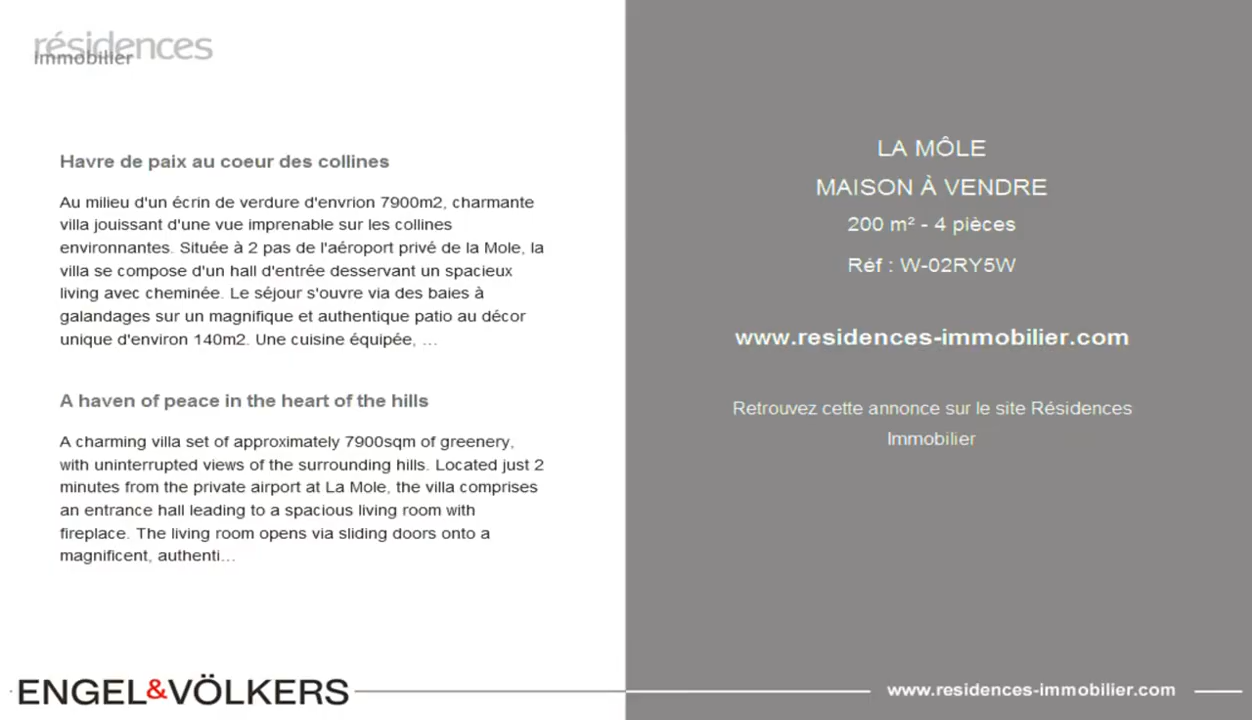 résidences
Immobilier
Havre de paix au coeur des collines
Au milieu d'un écrin de verdure d'envrion 7900m2, charmante
villa jouissant d'une vue imprenable sur les collines
environnantes. Située à 2 pas de l'aéroport privé de la Mole, la
villa se compose d'un hall d'entrée desservant un spacieux
living avec cheminée. Le séjour s'ouvre via des baies à
galandages sur un magnifique et authentique patio au décor
unique d'environ 140m2. Une cuisine équipée, ...
A haven of peace in the heart of the hills
A charming villa set of approximately 7900sqm of greenery,
with uninterrupted views of the surrounding hills. Located just 2
minutes from the private airport at La Mole, the villa comprises
an entrance hall leading to a spacious living room with
fireplace. The living room opens via sliding doors onto a
magnificent, authenti...
ENGEL&VÖLKERS
LA MÔLE
MAISON À VENDRE
200 m² - 4 pièces
Réf : W-02RY5W
www.residences-immobilier.com
Retrouvez cette annonce sur le site Résidences
Immobilier
www.residences-immobilier.com